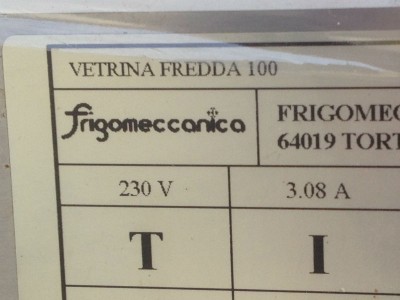 VETRINA FREDDA 100
frigomeccanica
FRIGOMEC
64019 TORT
230 V
3.08 A
T
I